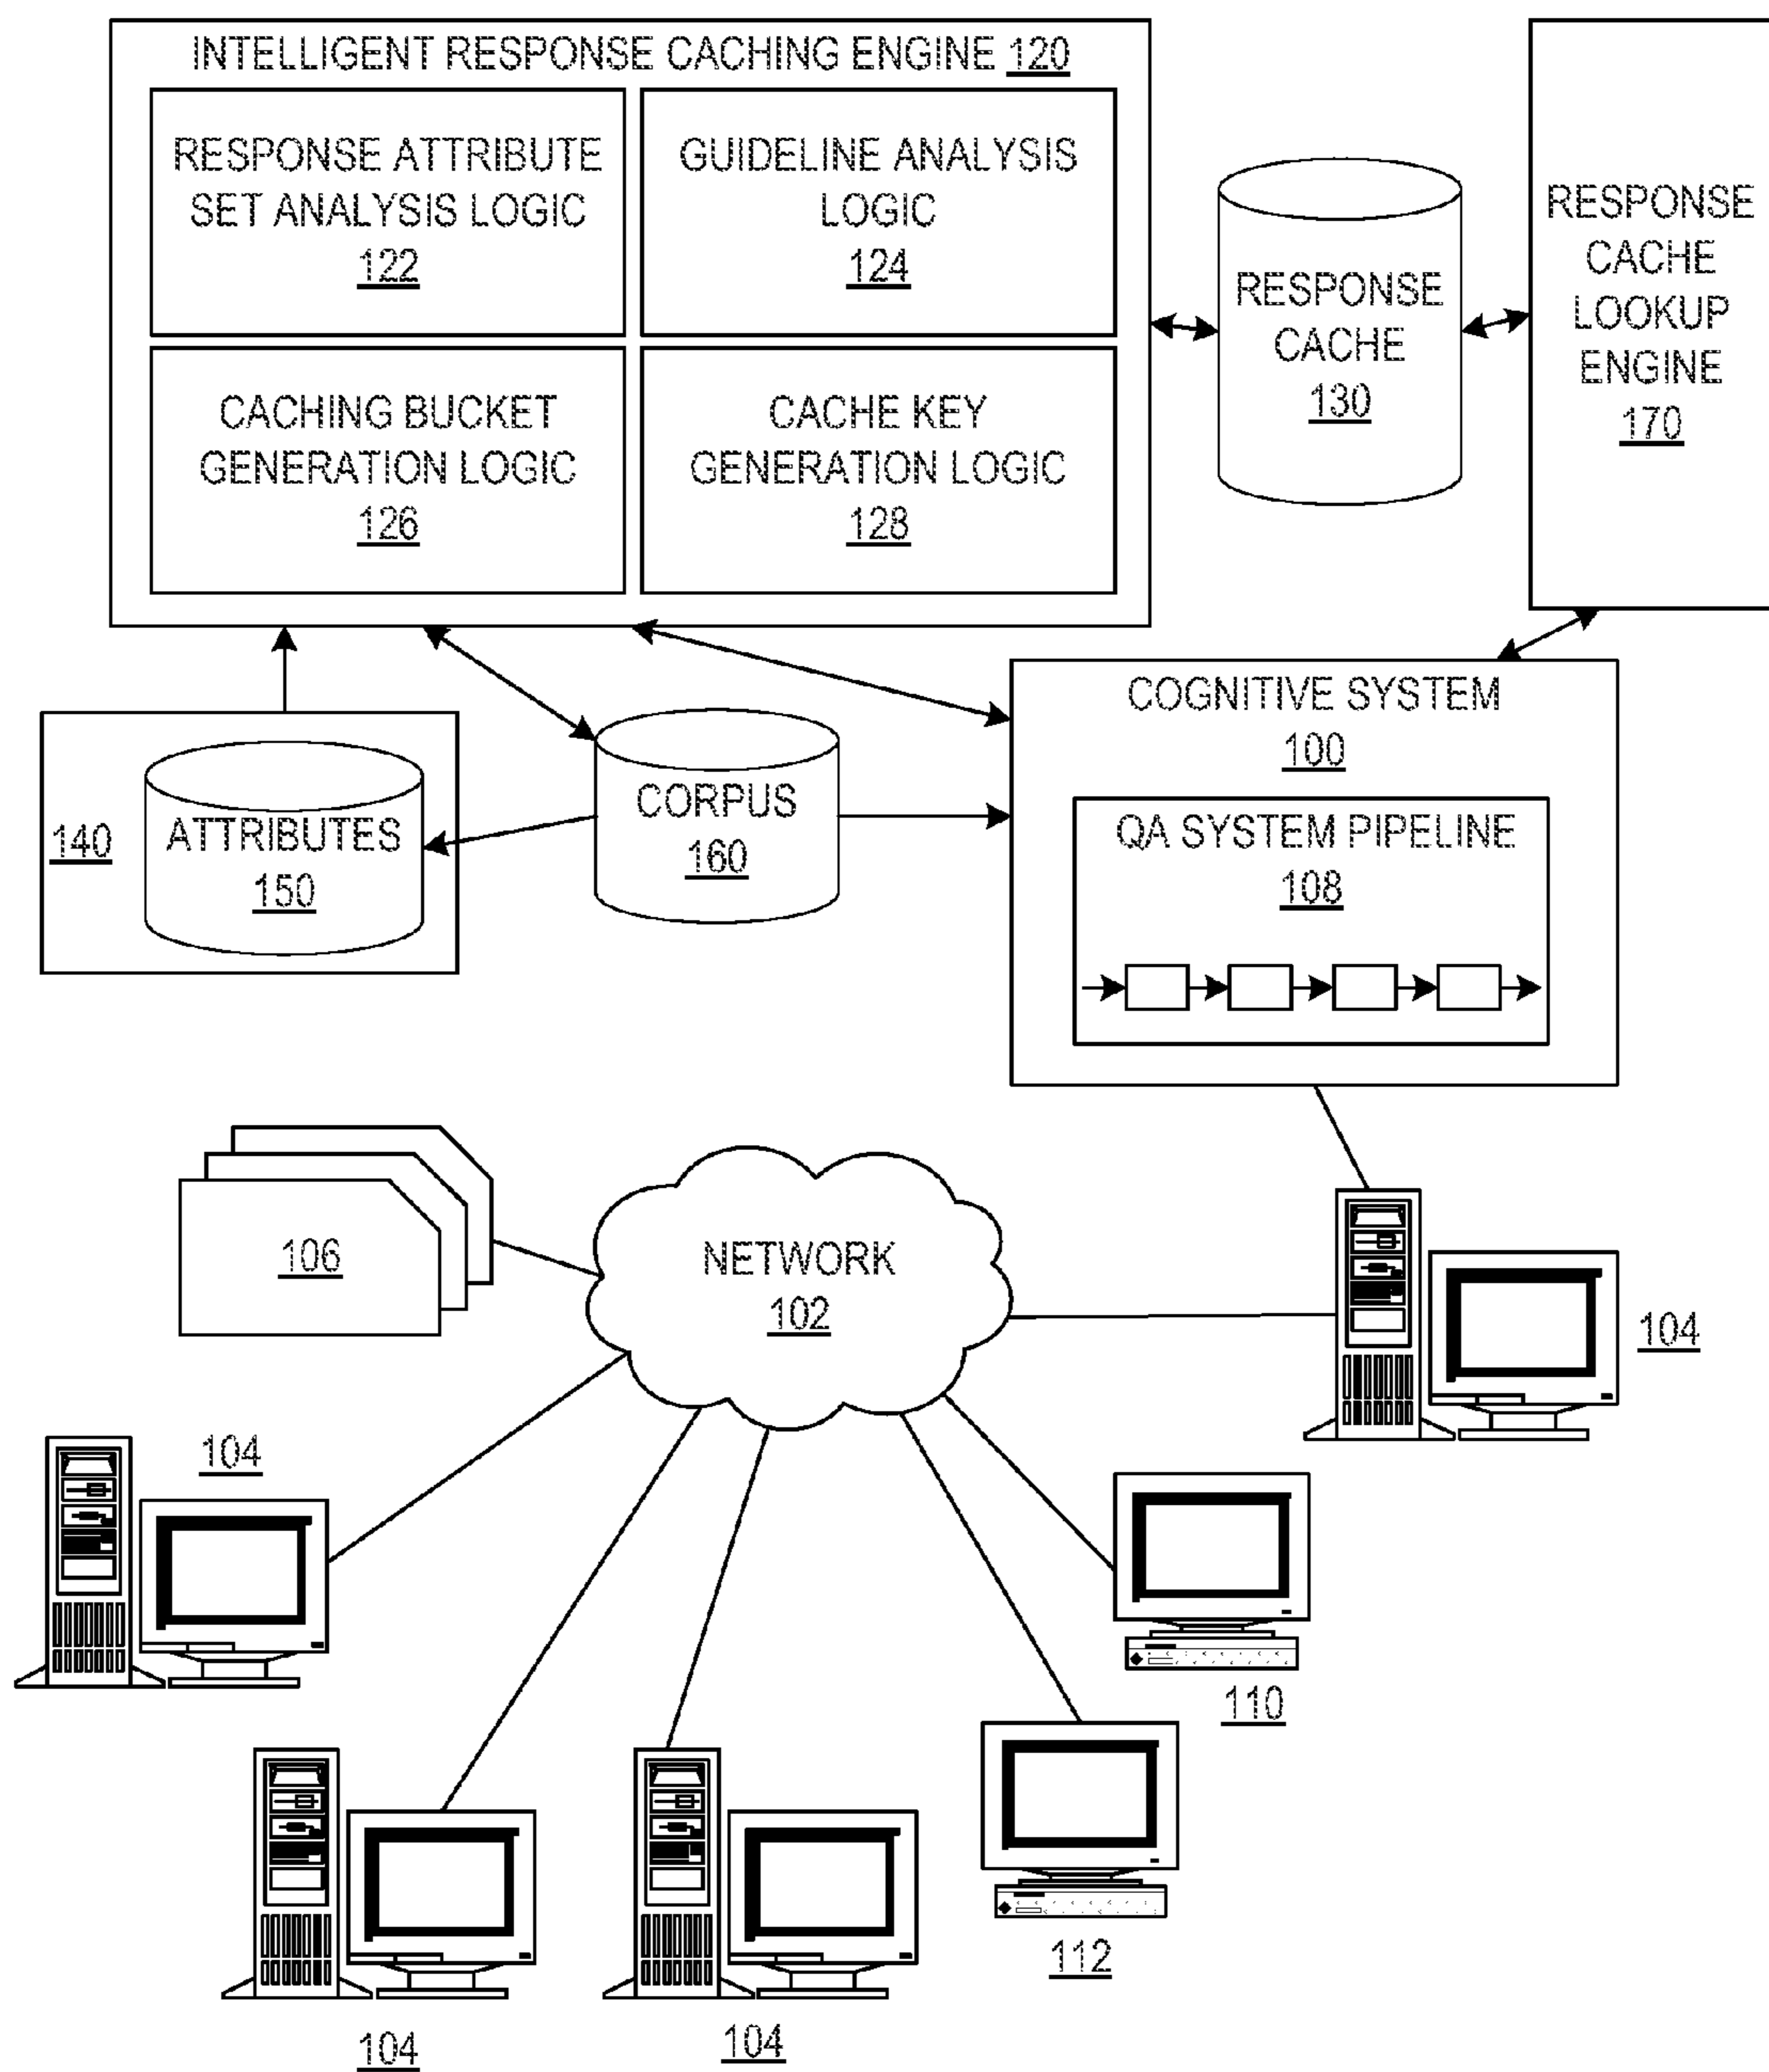 INTELLIGENT RESPONSE CACHING ENGINE 120
RESPONSE ATTRIBUTE
SET ANALYSIS LOGIC
122
GUIDELINE ANALYSIS
LOGIC
124
CACHING BUCKET
GENERATION LOGIC
126
CACHE KEY
GENERATION LOGIC
128
RESPONSE
CACHE
130
RESPONSE
CACHE
LOOKUP
ENGINE
170
140
ATTRIBUTES
150
CORPUS
160
COGNITIVE SYSTEM
100
QA SYSTEM PIPELINE
108
106
NETWORK
102
104
104
110
112
104
104